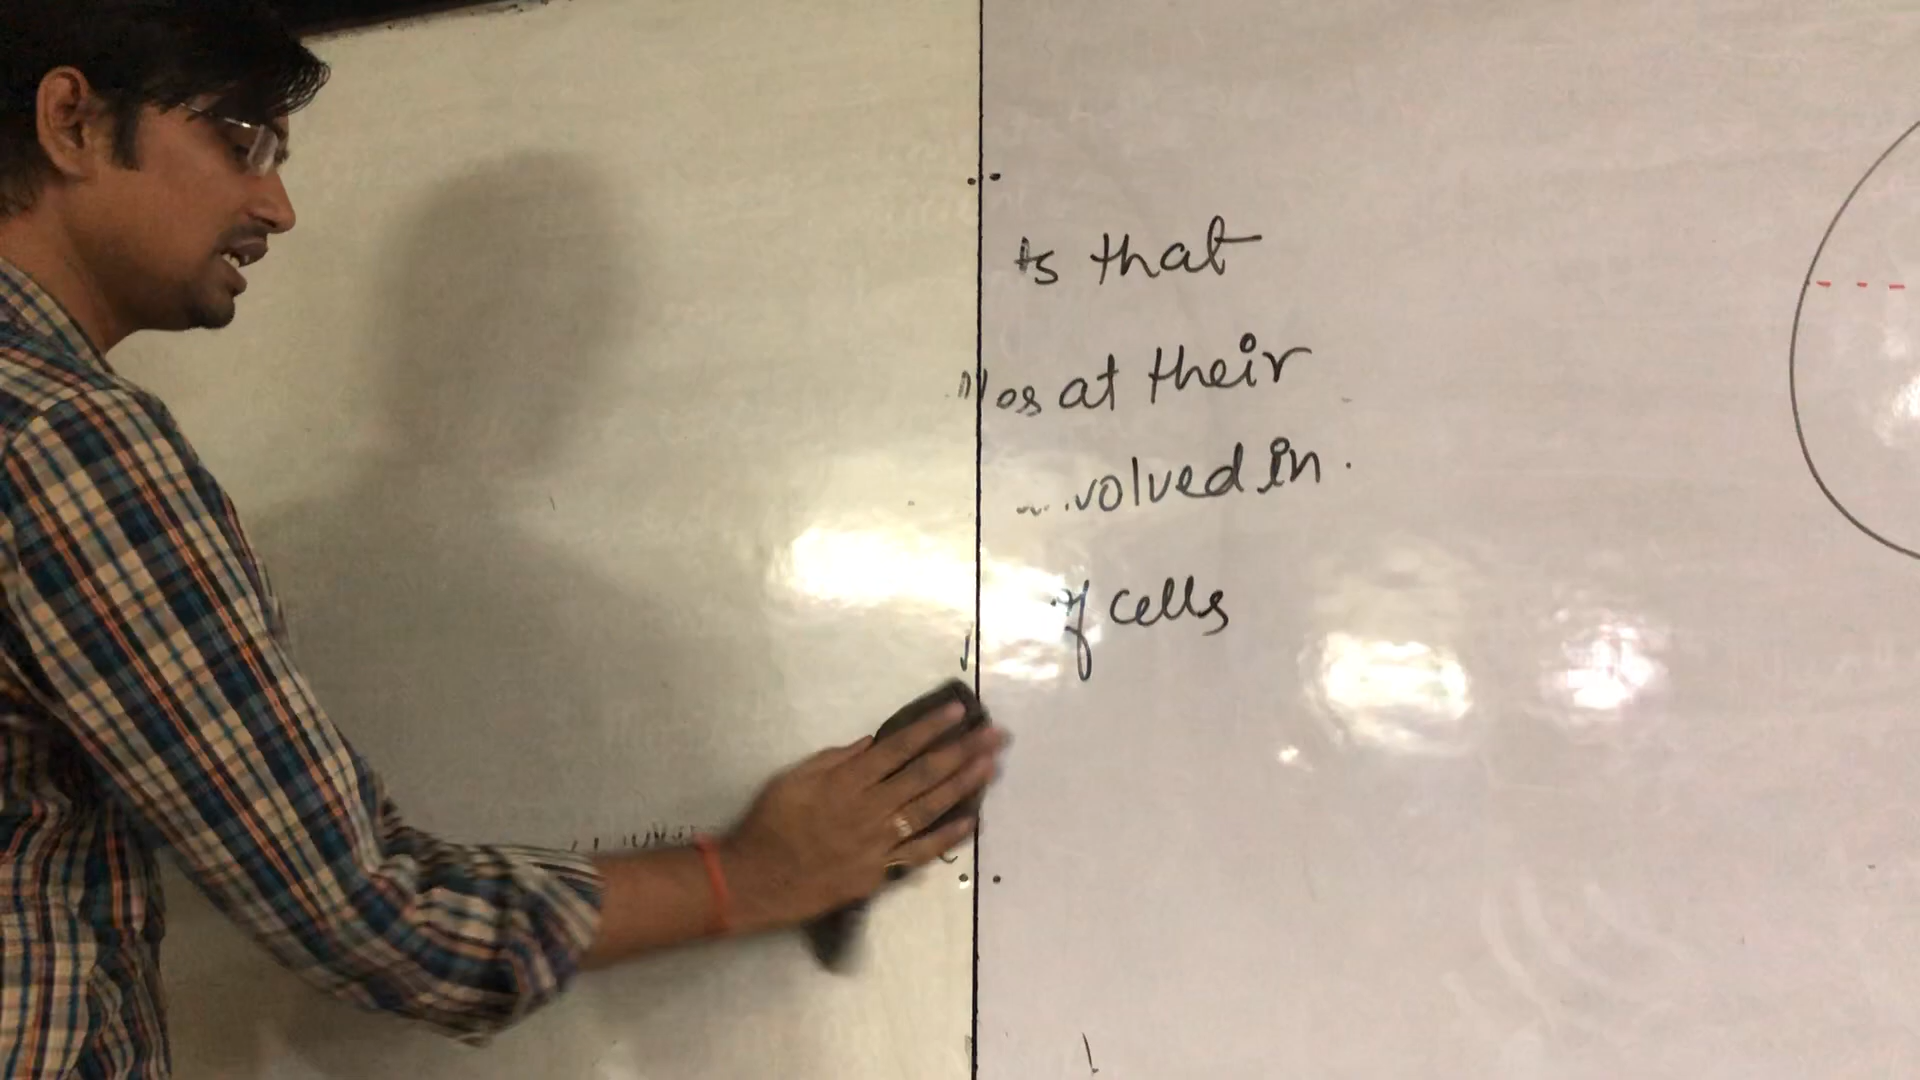 ts that
os at their
volved in.
cells